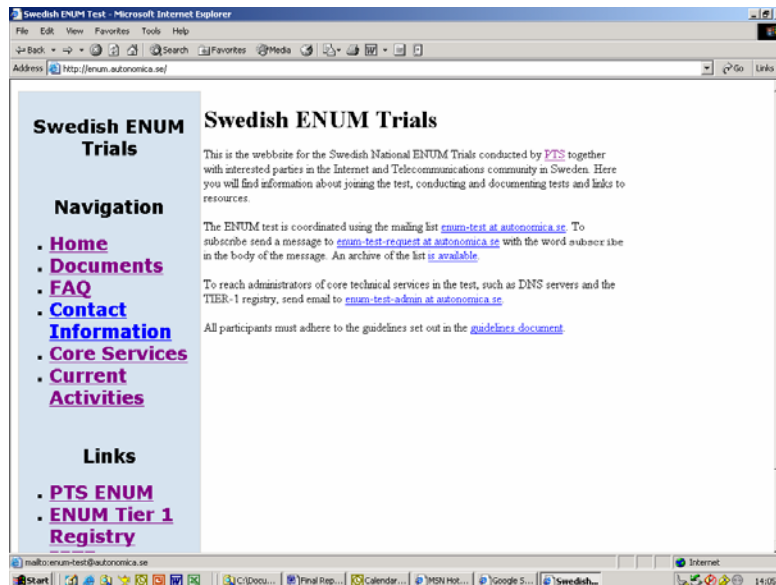 Swedish ENUM Test - Microsoft Internet Explorer
File Edit View Favorites Tools Help
Back Search Favorites Media
Address http://enum.autonomica.se/ Go Links
Swedish ENUM
Trials
Navigation
Home
Documents
FAQ
Contact
Information
Core Services
Current
Activities
Links
PTS ENUM
ENUM Tier 1
Registry
Swedish ENUM Trials
This is the webbsite for the Swedish National ENUM Trials conducted by PTS together
with interested parties in the Internet and Telecommunications community in Sweden. Here
you will find information about joining the test, conducting and documenting tests and links to
resources.
The ENUM test is coordinated using the mailing list enum-test at autonomica.se. To
subscribe send a message to enum-test-request at autonomica.se with the word subscribe
in the body of the message. An archive of the list is available.
To reach administrators of core technical services in the test, such as DNS servers and the
TIER-1 registry, send email to enum-test-admin at autonomica.se.
All participants must adhere to the guidelines set out in the guidelines document.
mailto:enum-test@autonomica.se Internet
Start C:\Docu... Final Rep... Calendar... MSN Hot... Google S... Swedish... 14:05